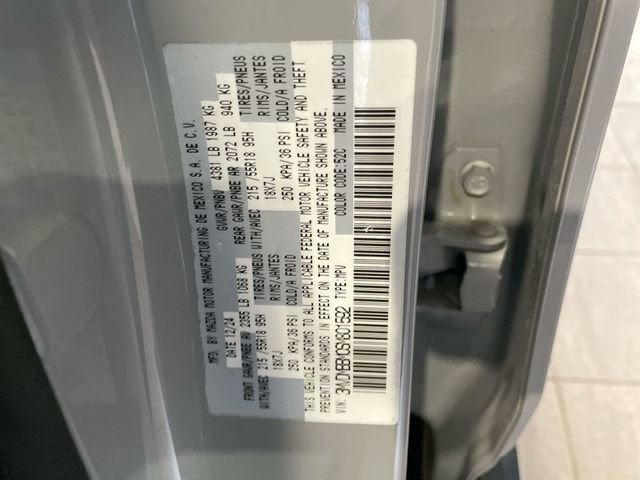 MFD. BY MAZDA MOTOR MANUFACTURING DE MEXICO S.A. DE C.V.
DATE: 12/24 GVWR/PNBV 4381 LB 1987 KG
FRONT GAWR/PNBE AV 2355 LB 1068 KG REAR GAWR/PNBE AR 2072 LB 940 KG
WITH/AVEC 215 /55R18 95H TIRES/PNEUS WITH/AVEC 215 /55R18 95H TIRES/PNEUS
18X7J RIMS/JANTES 18X7J RIMS/JANTES
250 KPA/36 PSI COLD/A FROID 250 KPA/36 PSI COLD/A FROID
THIS VEHICLE CONFORMS TO ALL APPLICABLE FEDERAL MOTOR VEHICLE SAFETY AND THEFT
PREVENTION STANDARDS IN EFFECT ON THE DATE OF MANUFACTURE SHOWN ABOVE.
VIN: TYPE:MPV COLOR CODE:52C MADE IN MEXICO